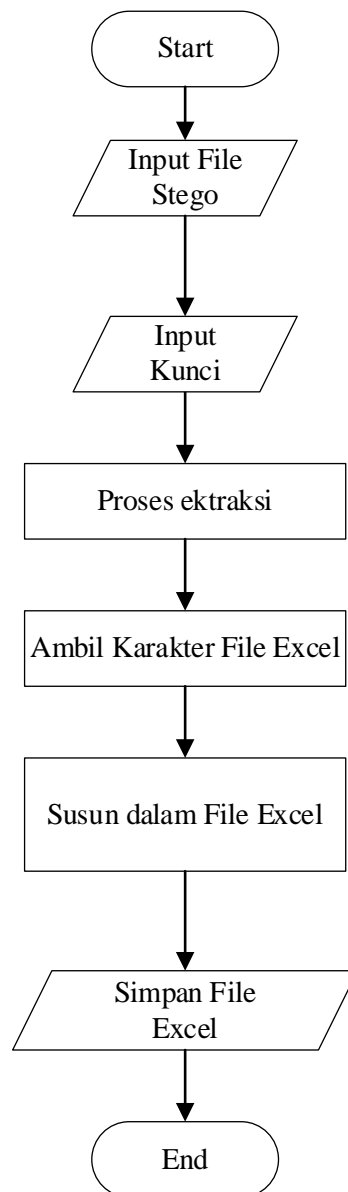 Start
Input File
Stego
Input
Kunci
Proses ektraksi
Ambil Karakter File Excel
Susun dalam File Excel
Simpan File
Excel
End